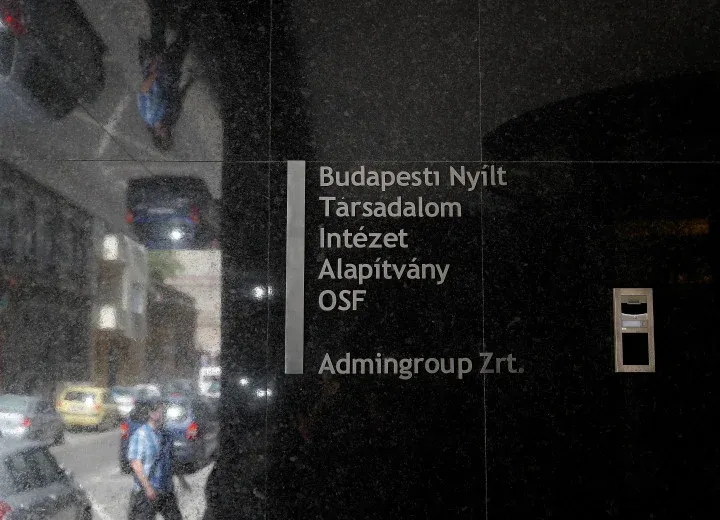 Budapesti Nyílt
Társadalom
Intézet
Alapítvány
OSF
Admingroup Zrt.